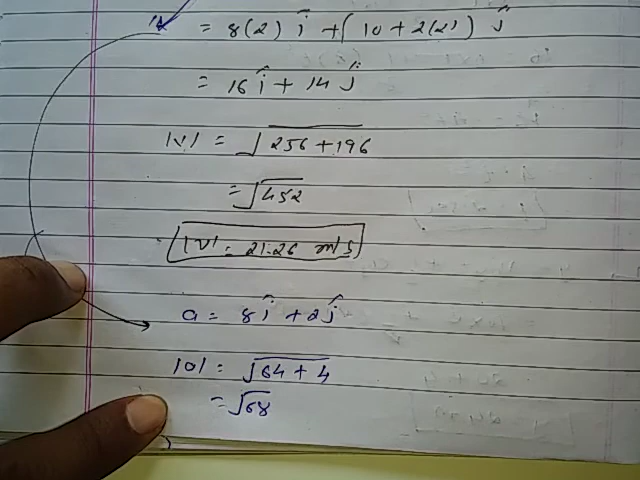 = 8(2) î + (10 + 2(2)) ĵ
= 16 î + 14 ĵ
|v| = √256 + 196
= √452
|v| = 21.26 m/s
a = 8 î + 2 ĵ
|a| = √64 + 4
= √68